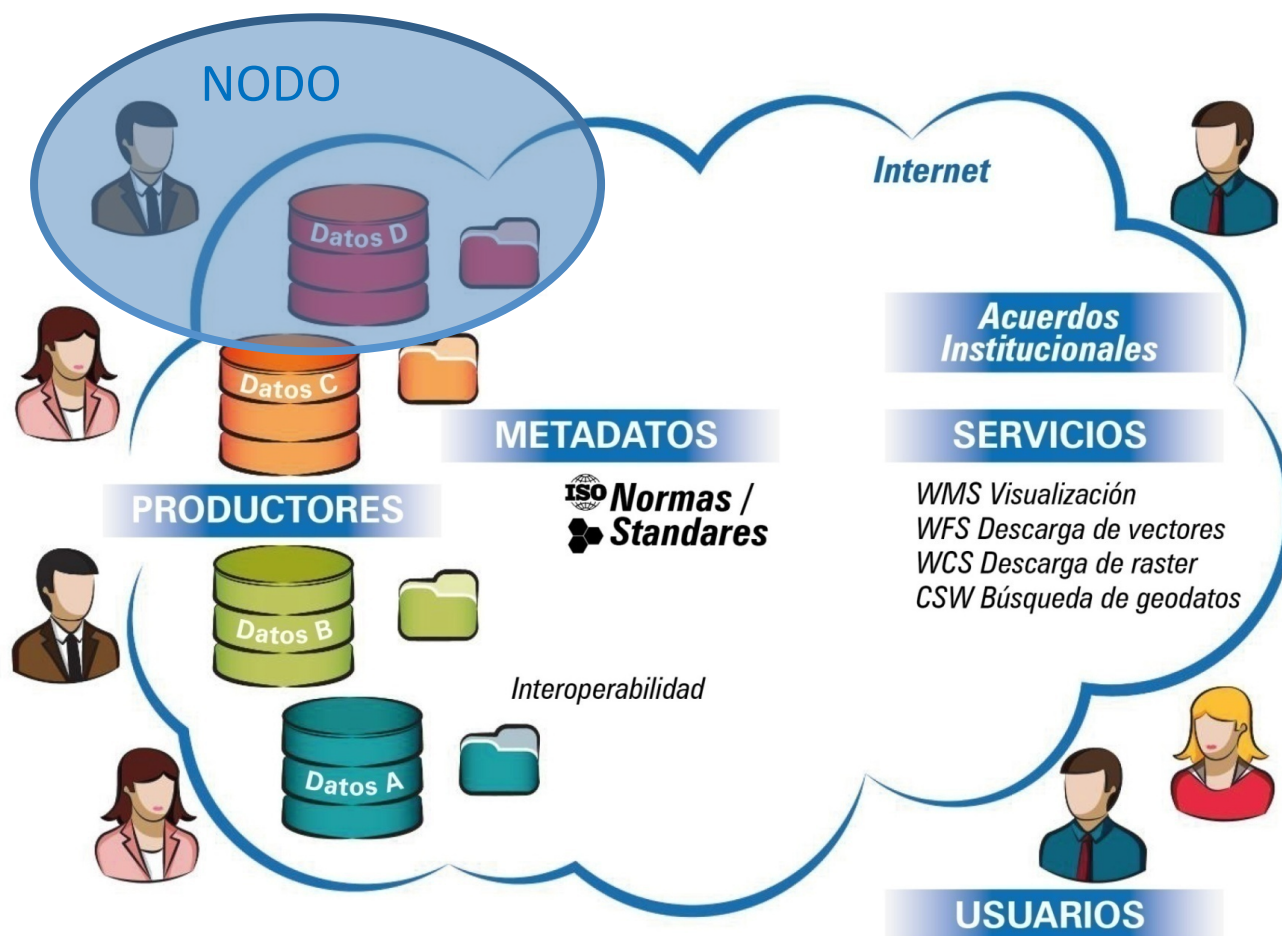 NODO
Internet
Datos D
Acuerdos
Institucionales
Datos C
METADATOS
SERVICIOS
PRODUCTORES
ISO Normas /
Standares
WMS Visualización
WFS Descarga de vectores
WCS Descarga de raster
CSW Búsqueda de geodatos
Datos B
Interoperabilidad
Datos A
USUARIOS